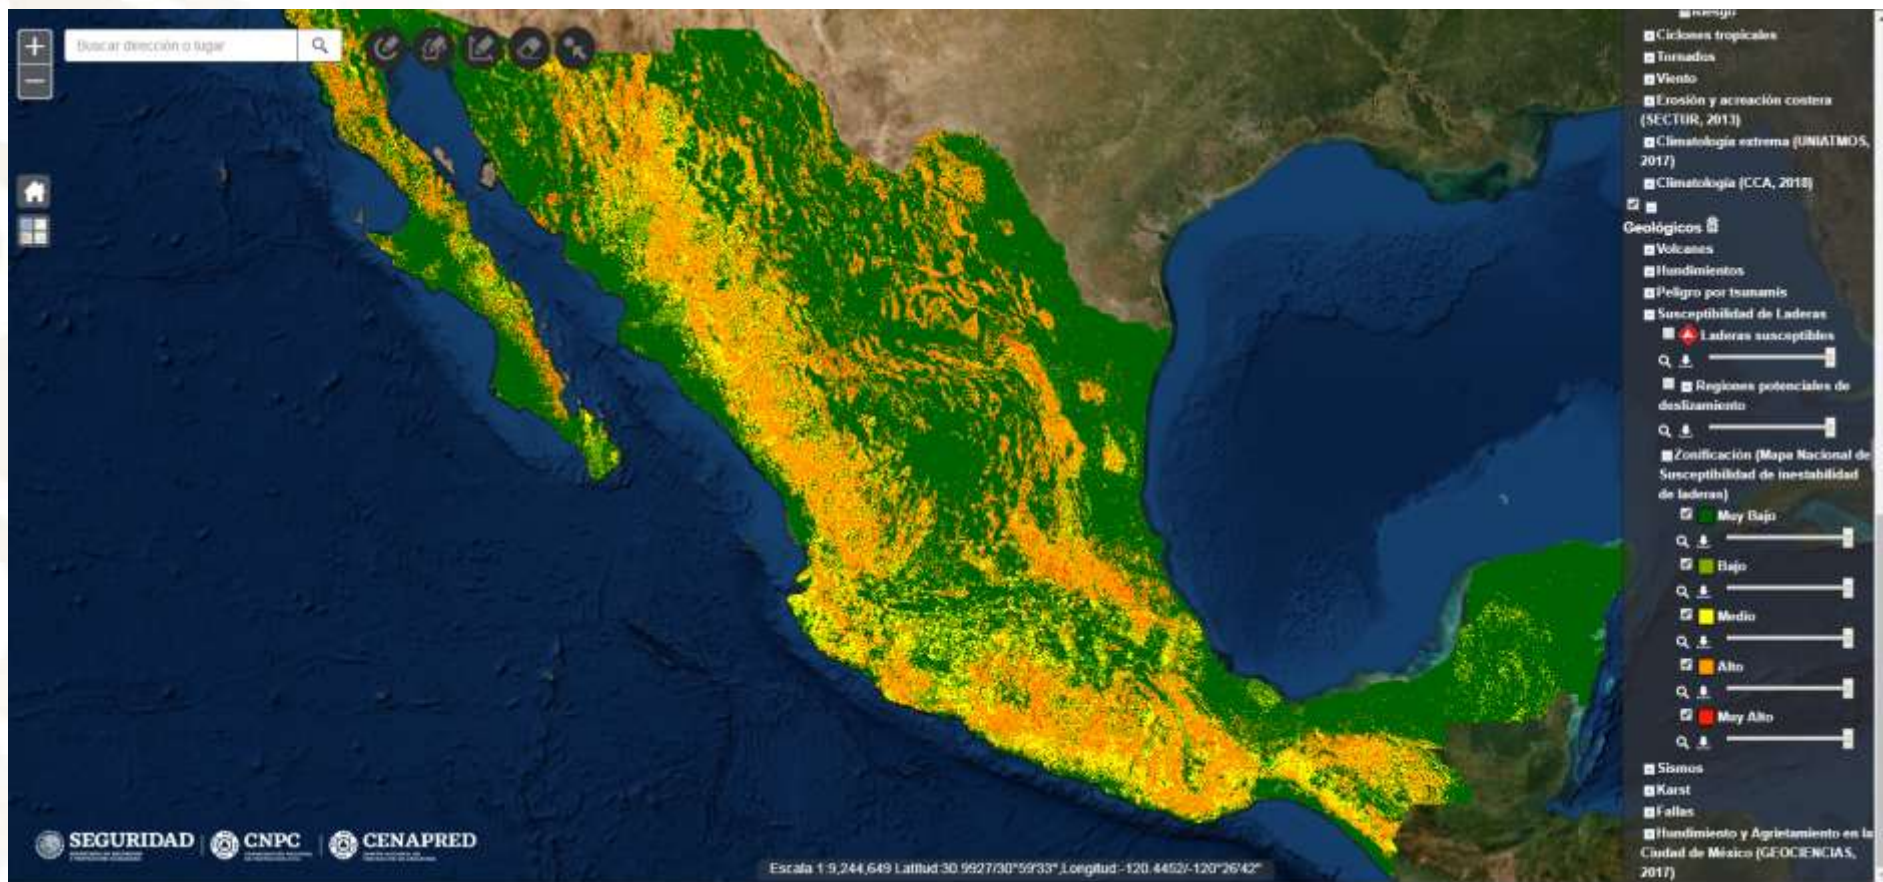 Buscar dirección o lugar
Riesgo
Ciclones tropicales
Tornados
Viento
Erosión y acreación costera
(SECTUR, 2013)
Climatología extrema (UNIATMOS,
2017)
Climatología (CCA, 2018)
Geológicos
Volcanes
Hundimientos
Peligro por tsunamis
Susceptibilidad de Laderas
Laderas susceptibles
Regiones potenciales de
deslizamiento
Zonificación (Mapa Nacional de
Susceptibilidad de inestabilidad
de laderas)
Muy Bajo
Bajo
Medio
Alto
Muy Alto
Sismos
Karst
Fallas
Hundimiento y Agrietamiento en la
Ciudad de México (GEOCIENCIAS,
2017)
SEGURIDAD
CNPC
CENAPRED
Escala 1:9,244,649 Latitud:30.9927/30°59'33",Longitud:-120.4452/-120°26'42"